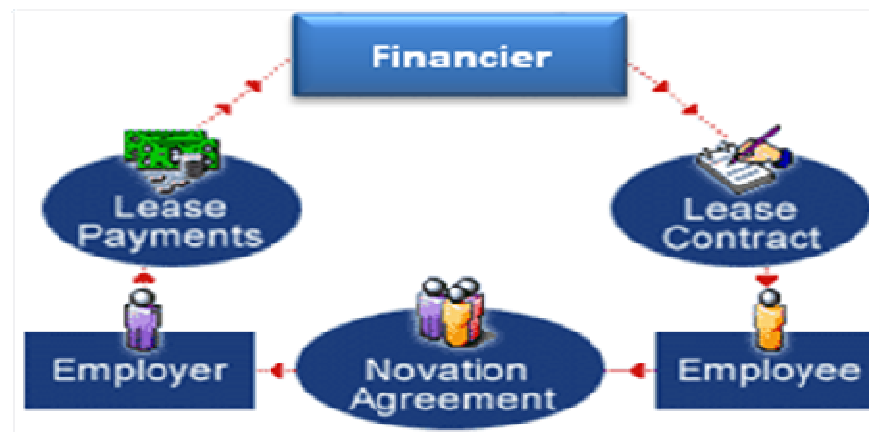 Financier
Lease
Payments
Lease
Contract
Employer
Novation
Agreement
Employee